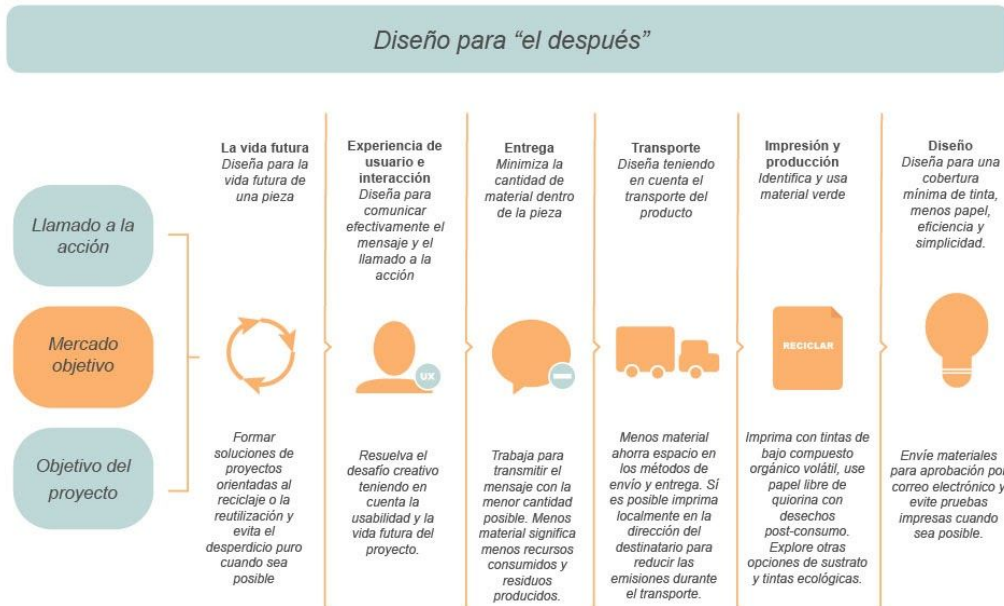 Diseño para “el después”
Llamado a la
acción
Mercado
objetivo
Objetivo del
proyecto
La vida futura
Diseña para la
vida futura de
una pieza
Formar
soluciones de
proyectos
orientadas al
reciclaje o la
reutilización y
evita el
desperdicio puro
cuando sea
posible
Experiencia de
usuario e
interacción
Diseña para
comunicar
efectivamente el
mensaje y el
llamado a la
acción
UX
Resuelva el
desafío creativo
teniendo en
cuenta la
usabilidad y la
vida futura del
proyecto.
Entrega
Minimiza la
cantidad de
material dentro
de la pieza
Trabaja para
transmitir el
mensaje con la
menor cantidad
posible. Menos
material significa
menos recursos
consumidos y
residuos
producidos.
Transporte
Diseña teniendo
en cuenta el
transporte del
producto
Menos material
ahorra espacio
en los métodos de
envío y entrega. Sí
es posible imprima
localmente en la
dirección del
destinatario para
reducir las
emisiones durante
el transporte.
Impresión y
producción
Identifica y usa
material verde
RECICLAR
Imprima con tintas de
bajo compuesto
orgánico volátil, use
papel libre de
quiorina con
desechos
post-consumo.
Explore otras
opciones de sustrato
y tintas ecológicas.
Diseño
Diseña para una
cobertura
mínima de tinta,
menos papel,
eficiencia y
simplicidad.
Envíe materiales
para aprobación por
correo electrónico y
evite pruebas
impresas cuando
sea posible.